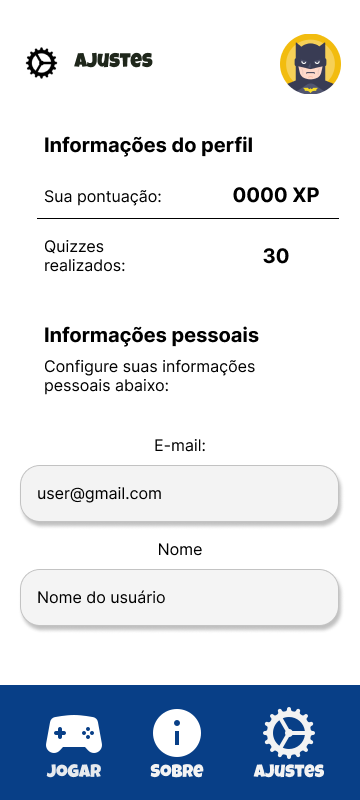 Ajustes
Informações do perfil
Sua pontuação: 0000 XP
Quizzes
realizados: 30
Informações pessoais
Configure suas informações
pessoais abaixo:
E-mail:
user@gmail.com
Nome
Nome do usuário
JOGAR SOBRE AJUSTES